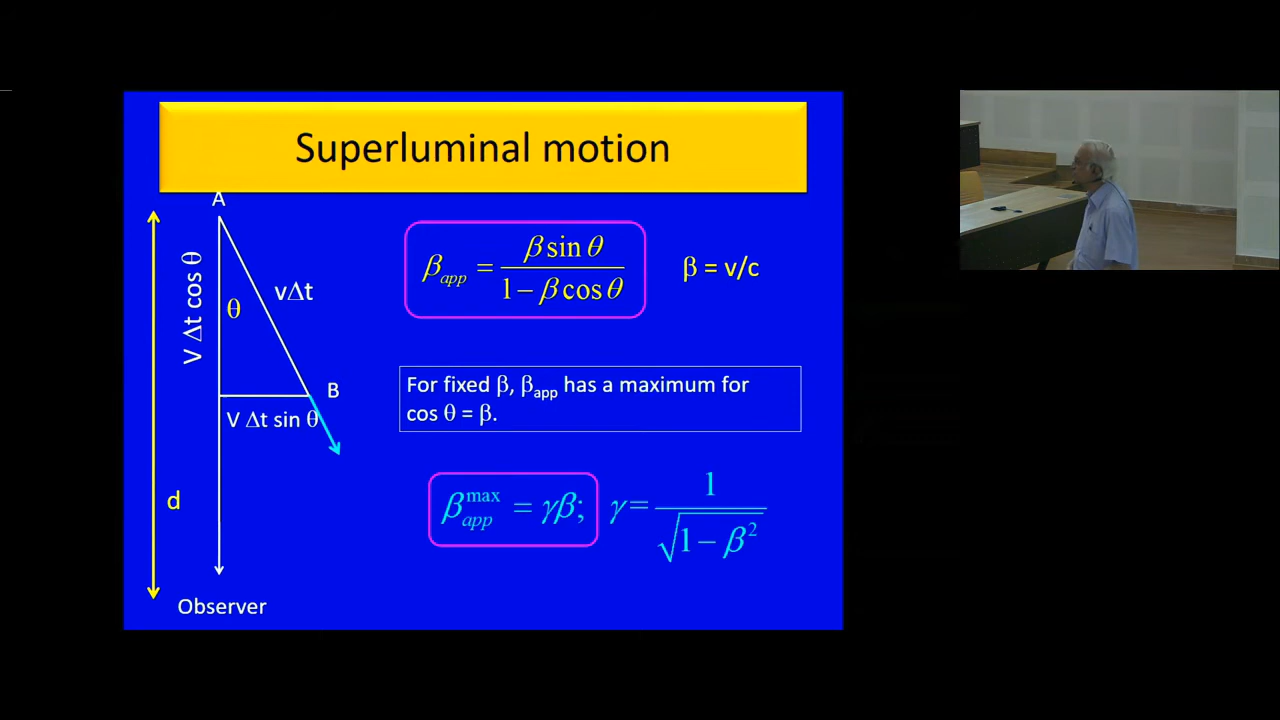 Superluminal motion
A
V Δt cos θ
θ
vΔt
B
V Δt sin θ
d
Observer
β_app = β sin θ / 1 − β cos θ
β = v/c
For fixed β, β_app has a maximum for
cos θ = β.
β_app^max = γβ; γ = 1 / √1 − β²